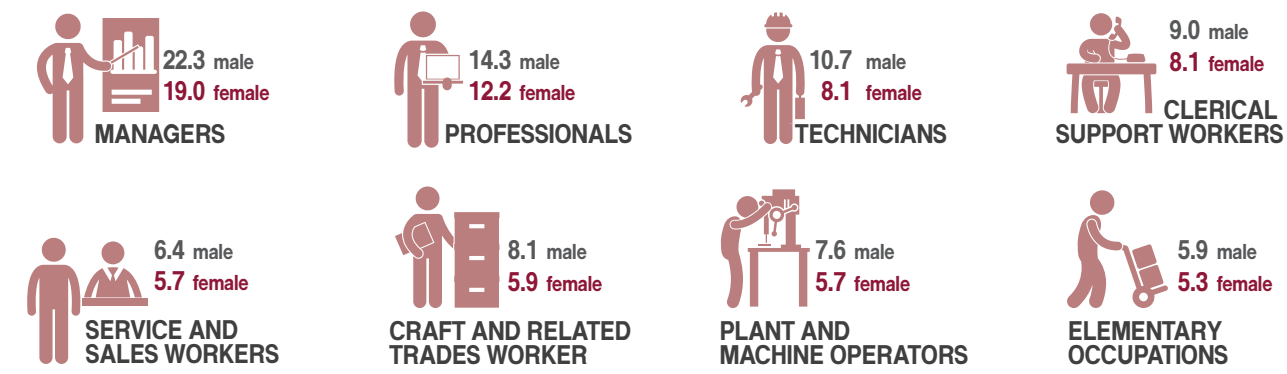 22.3 male
19.0 female
MANAGERS
14.3 male
12.2 female
PROFESSIONALS
10.7 male
8.1 female
TECHNICIANS
9.0 male
8.1 female
CLERICAL
SUPPORT WORKERS
6.4 male
5.7 female
SERVICE AND
SALES WORKERS
8.1 male
5.9 female
CRAFT AND RELATED
TRADES WORKER
7.6 male
5.7 female
PLANT AND
MACHINE OPERATORS
5.9 male
5.3 female
ELEMENTARY
OCCUPATIONS